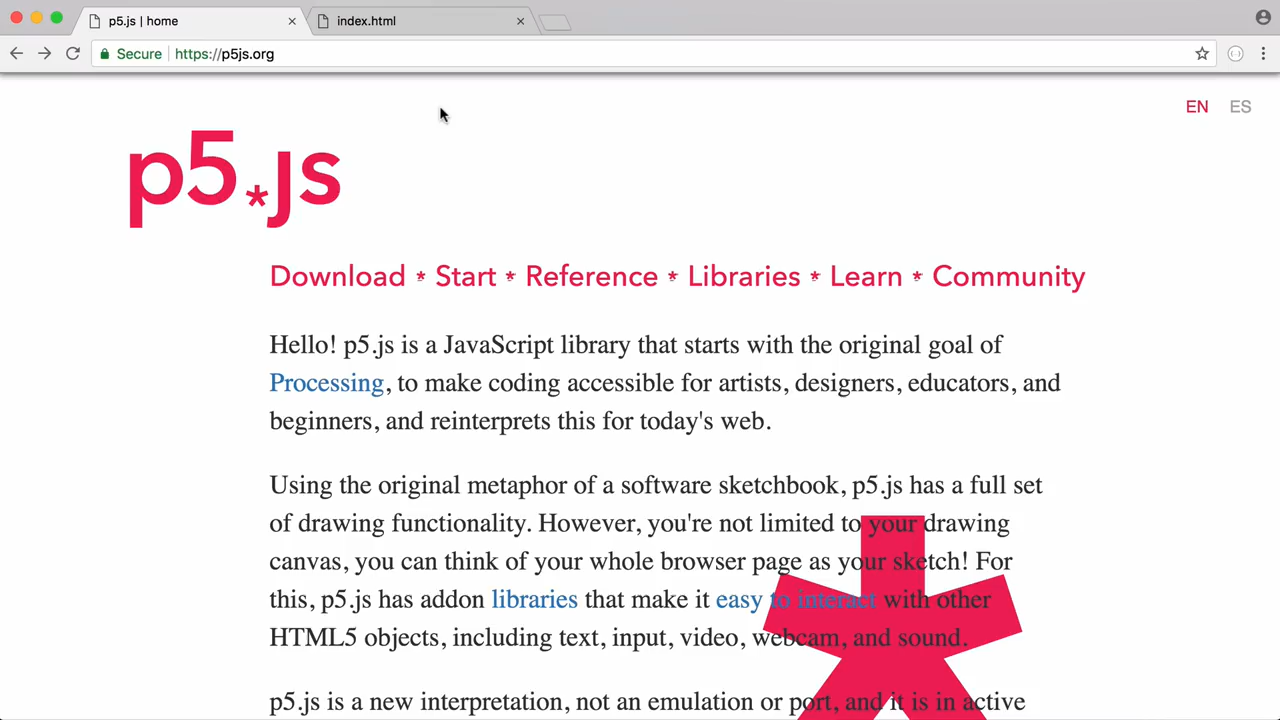 p5.js | home
index.html
Secure
https://p5js.org
EN ES
p5*js
Download * Start * Reference * Libraries * Learn * Community
Hello! p5.js is a JavaScript library that starts with the original goal of
Processing, to make coding accessible for artists, designers, educators, and
beginners, and reinterprets this for today's web.
Using the original metaphor of a software sketchbook, p5.js has a full set
of drawing functionality. However, you're not limited to your drawing
canvas, you can think of your whole browser page as your sketch! For
this, p5.js has addon libraries that make it easy to interact with other
HTML5 objects, including text, input, video, webcam, and sound.
p5.js is a new interpretation, not an emulation or port, and it is in active